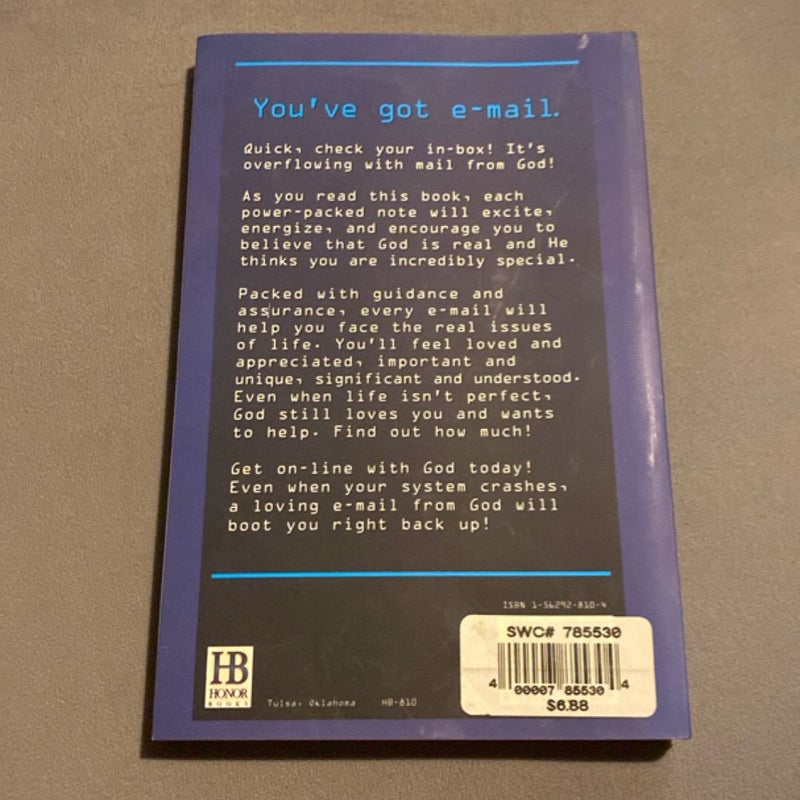 You've got e-mail.
Quick, check your in-box! It's
overflowing with mail from God!
As you read this book, each
power-packed note will excite,
energize, and encourage you to
believe that God is real and He
thinks you are incredibly special.
Packed with guidance and
assurance, every e-mail will
help you face the real issues
of life. You'll feel loved and
appreciated, important and
unique, significant and understood.
Even when life isn't perfect,
God still loves you and wants
to help. Find out how much!
Get on-line with God today!
Even when your system crashes,
a loving e-mail from God will
boot you right back up!
ISBN 1-56292-810-4
SWC# 785530
4 00007 85530 4
$6.88
HB
HONOR
BOOKS
Tulsa, Oklahoma HB-810